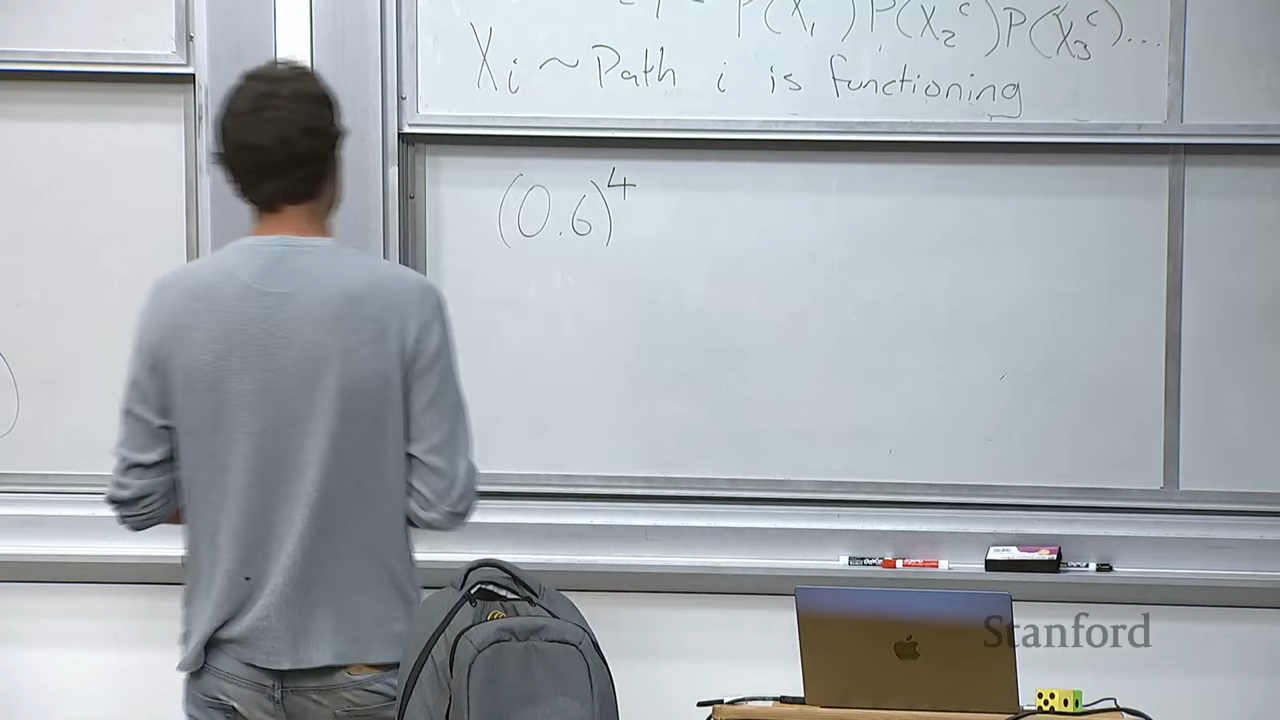 P(X₁)P(X₂ᶜ)P(X₃ᶜ)...
Xᵢ ~ Path i is functioning
(0.6)⁴
Stanford